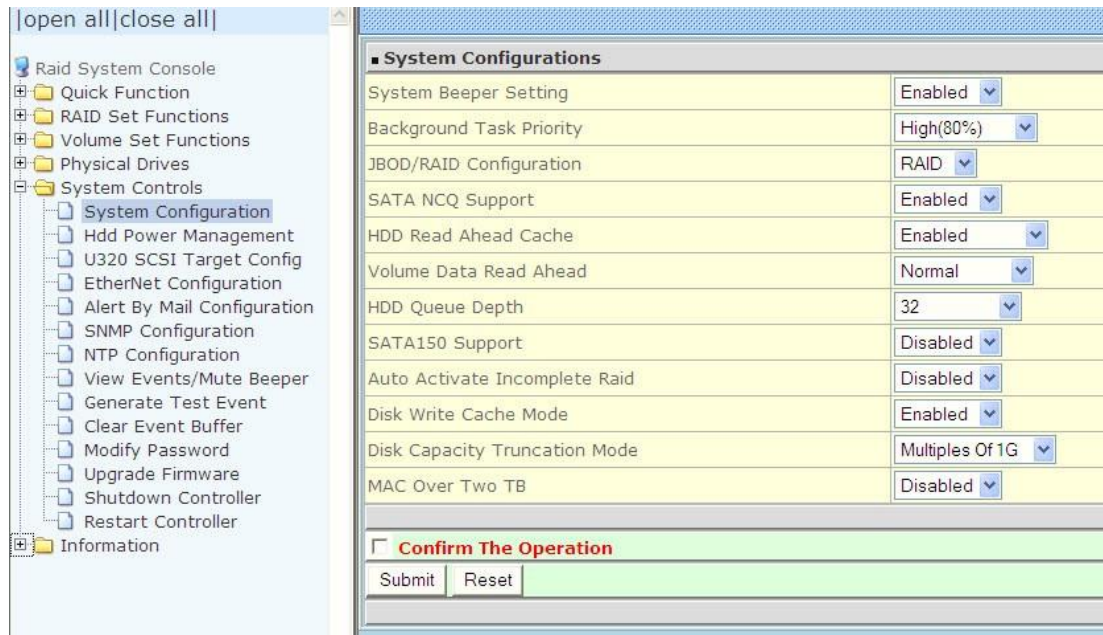 |open all|close all|
Raid System Console
Quick Function
RAID Set Functions
Volume Set Functions
Physical Drives
System Controls
System Configuration
Hdd Power Management
U320 SCSI Target Config
EtherNet Configuration
Alert By Mail Configuration
SNMP Configuration
NTP Configuration
View Events/Mute Beeper
Generate Test Event
Clear Event Buffer
Modify Password
Upgrade Firmware
Shutdown Controller
Restart Controller
Information
System Configurations
System Beeper Setting Enabled
Background Task Priority High(80%)
JBOD/RAID Configuration RAID
SATA NCQ Support Enabled
HDD Read Ahead Cache Enabled
Volume Data Read Ahead Normal
HDD Queue Depth 32
SATA150 Support Disabled
Auto Activate Incomplete Raid Disabled
Disk Write Cache Mode Enabled
Disk Capacity Truncation Mode Multiples Of 1G
MAC Over Two TB Disabled
Confirm The Operation
Submit Reset